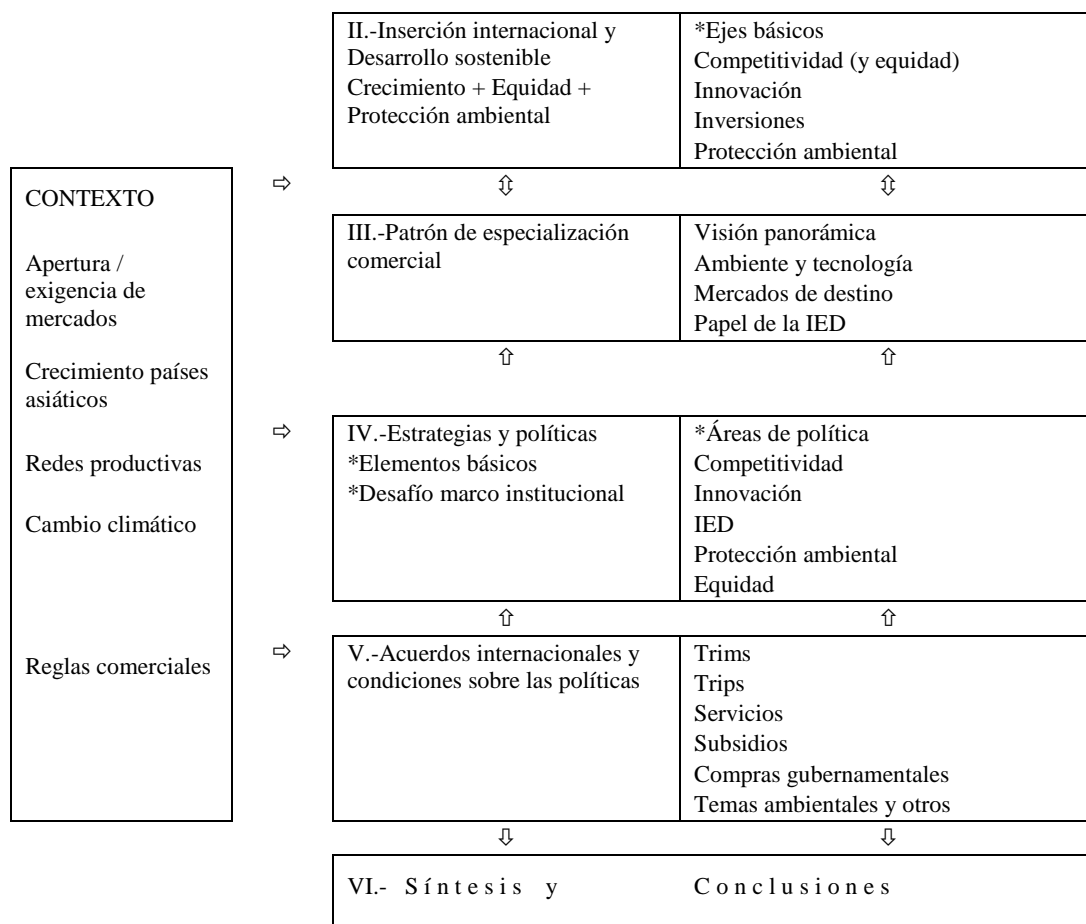 II.-Inserción internacional y
Desarrollo sostenible
Crecimiento + Equidad +
Protección ambiental
*Ejes básicos
Competitividad (y equidad)
Innovación
Inversiones
Protección ambiental
CONTEXTO
Apertura /
exigencia de
mercados
Crecimiento países
asiáticos
Redes productivas
Cambio climático
Reglas comerciales
III.-Patrón de especialización
comercial
Visión panorámica
Ambiente y tecnología
Mercados de destino
Papel de la IED
IV.-Estrategias y políticas
*Elementos básicos
*Desafío marco institucional
*Áreas de política
Competitividad
Innovación
IED
Protección ambiental
Equidad
V.-Acuerdos internacionales y
condiciones sobre las políticas
Trims
Trips
Servicios
Subsidios
Compras gubernamentales
Temas ambientales y otros
VI.- S í n t e s i s y C o n c l u s i o n e s